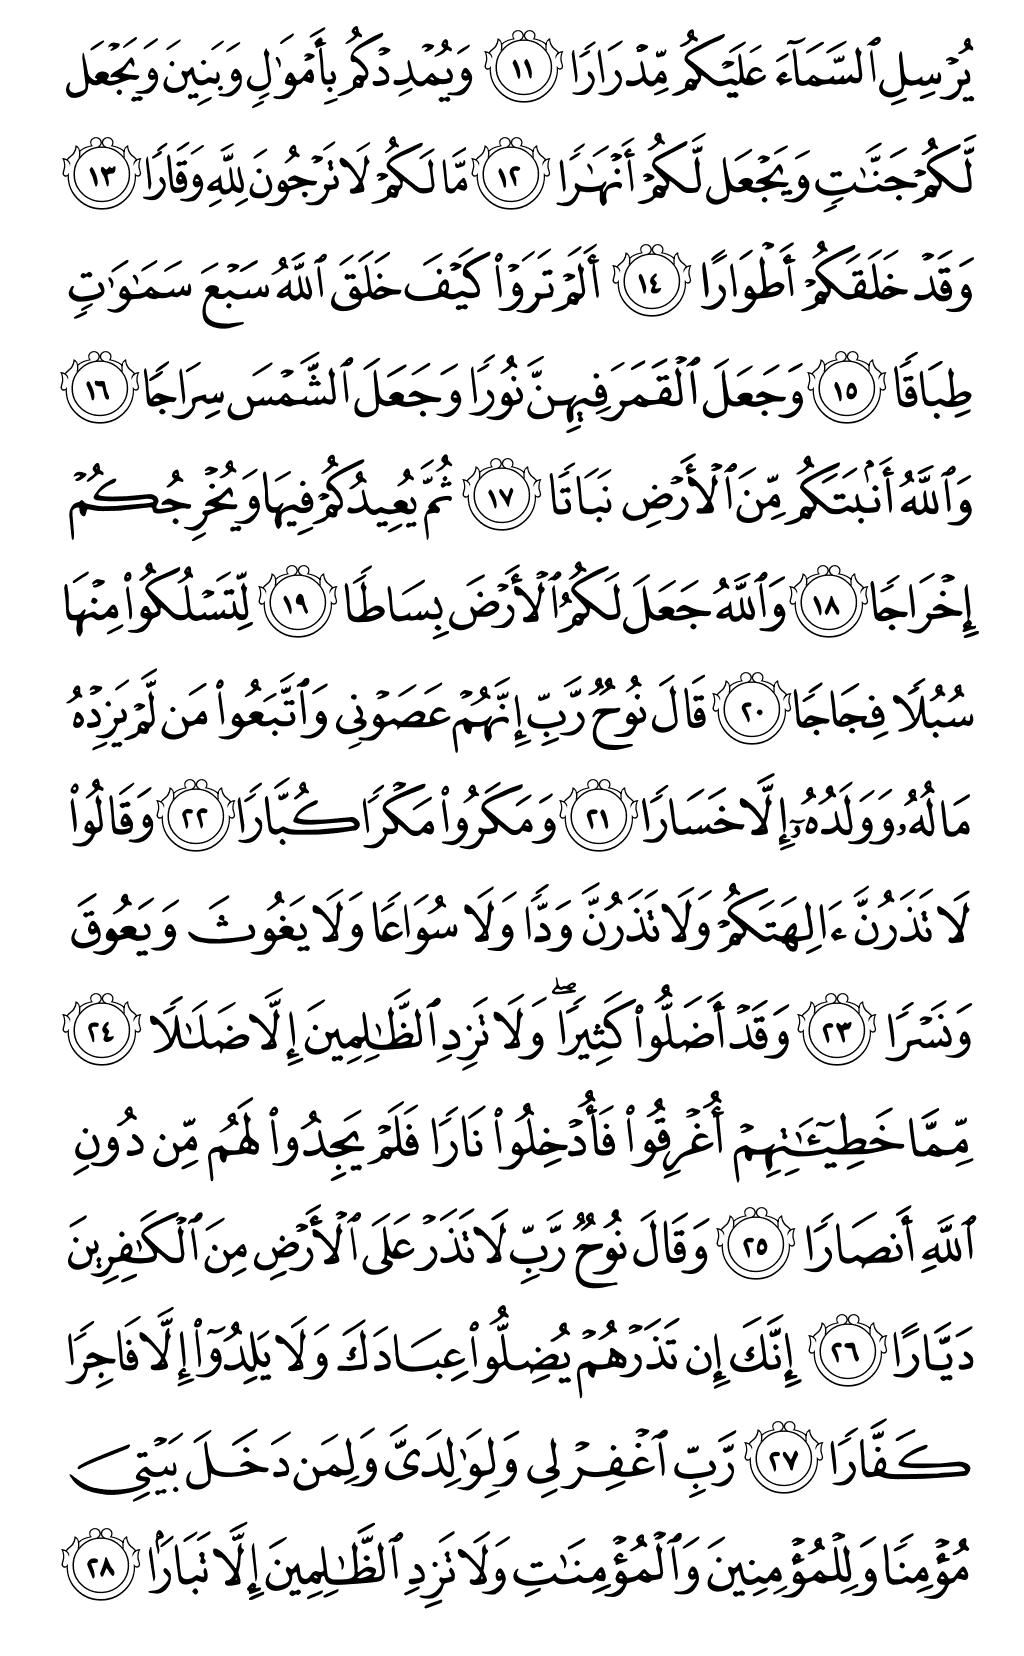 يُرْسِلِ ٱلسَّمَآءَ عَلَيْكُم مِّدْرَارًا ١١ وَيُمْدِدْكُم بِأَمْوَٰلٍ وَبَنِينَ وَيَجْعَل
لَّكُمْ جَنَّٰتٍ وَيَجْعَل لَّكُمْ أَنْهَٰرًا ١٢ مَّا لَكُمْ لَا تَرْجُونَ لِلَّهِ وَقَارًا ١٣
وَقَدْ خَلَقَكُمْ أَطْوَارًا ١٤ أَلَمْ تَرَوْا۟ كَيْفَ خَلَقَ ٱللَّهُ سَبْعَ سَمَٰوَٰتٍ
طِبَاقًا ١٥ وَجَعَلَ ٱلْقَمَرَ فِيهِنَّ نُورًا وَجَعَلَ ٱلشَّمْسَ سِرَاجًا ١٦
وَٱللَّهُ أَنۢبَتَكُم مِّنَ ٱلْأَرْضِ نَبَاتًا ١٧ ثُمَّ يُعِيدُكُمْ فِيهَا وَيُخْرِجُكُمْ
إِخْرَاجًا ١٨ وَٱللَّهُ جَعَلَ لَكُمُ ٱلْأَرْضَ بِسَاطًا ١٩ لِّتَسْلُكُوا۟ مِنْهَا
سُبُلًا فِجَاجًا ٢٠ قَالَ نُوحٌ رَّبِّ إِنَّهُمْ عَصَوْنِى وَٱتَّبَعُوا۟ مَن لَّمْ يَزِدْهُ
مَالُهُۥ وَوَلَدُهُۥٓ إِلَّا خَسَارًا ٢١ وَمَكَرُوا۟ مَكْرًا كُبَّارًا ٢٢ وَقَالُوا۟
لَا تَذَرُنَّ ءَالِهَتَكُمْ وَلَا تَذَرُنَّ وَدًّا وَلَا سُوَاعًا وَلَا يَغُوثَ وَيَعُوقَ
وَنَسْرًا ٢٣ وَقَدْ أَضَلُّوا۟ كَثِيرًا ۖ وَلَا تَزِدِ ٱلظَّٰلِمِينَ إِلَّا ضَلَٰلًا ٢٤
مِّمَّا خَطِيٓـَٰٔتِهِمْ أُغْرِقُوا۟ فَأُدْخِلُوا۟ نَارًا فَلَمْ يَجِدُوا۟ لَهُم مِّن دُونِ
ٱللَّهِ أَنصَارًا ٢٥ وَقَالَ نُوحٌ رَّبِّ لَا تَذَرْ عَلَى ٱلْأَرْضِ مِنَ ٱلْكَٰفِرِينَ
دَيَّارًا ٢٦ إِنَّكَ إِن تَذَرْهُمْ يُضِلُّوا۟ عِبَادَكَ وَلَا يَلِدُوٓا۟ إِلَّا فَاجِرًا
كَفَّارًا ٢٧ رَّبِّ ٱغْفِرْ لِى وَلِوَٰلِدَىَّ وَلِمَن دَخَلَ بَيْتِىَ
مُؤْمِنًا وَلِلْمُؤْمِنِينَ وَٱلْمُؤْمِنَٰتِ وَلَا تَزِدِ ٱلظَّٰلِمِينَ إِلَّا تَبَارًۢا ٢٨